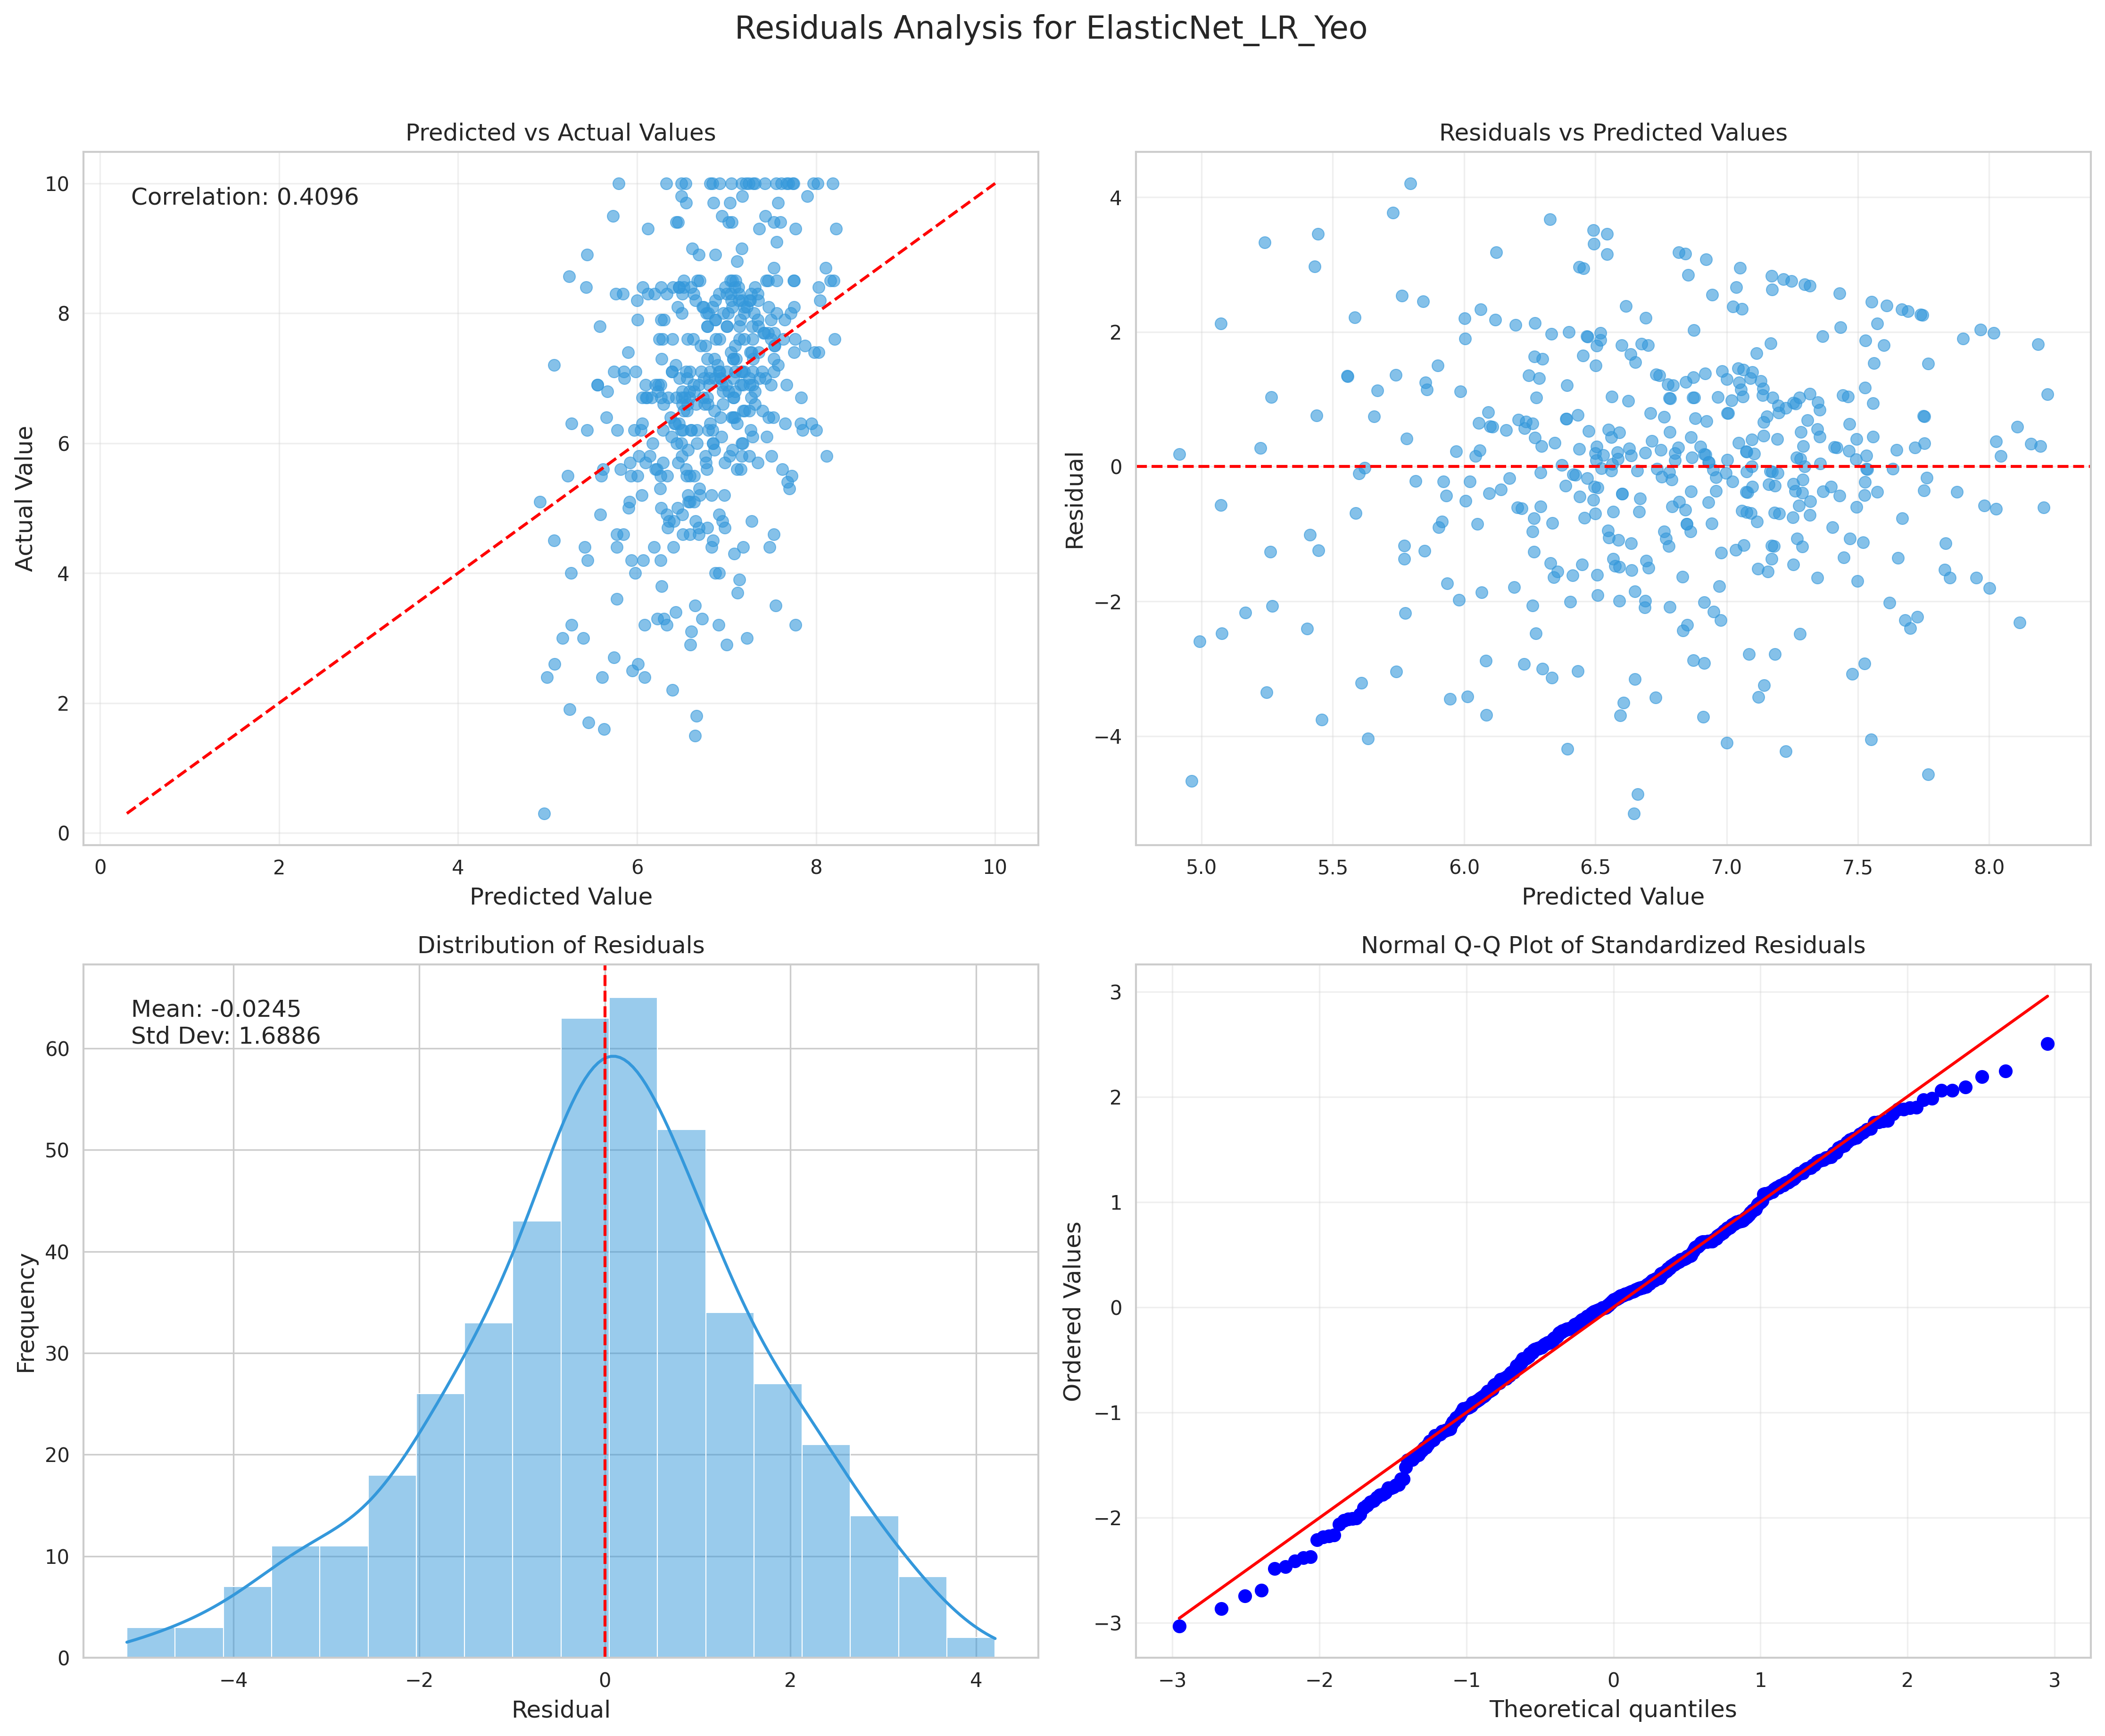 Residuals Analysis for ElasticNet_LR_Yeo
Predicted vs Actual Values
Correlation: 0.4096
10
8
6
4
2
0
Actual Value
0 2 4 6 8 10
Predicted Value
Residuals vs Predicted Values
4
2
0
−2
−4
Residual
5.0 5.5 6.0 6.5 7.0 7.5 8.0
Predicted Value
Distribution of Residuals
Mean: -0.0245
Std Dev: 1.6886
60
50
40
30
20
10
0
Frequency
−4 −2 0 2 4
Residual
Normal Q-Q Plot of Standardized Residuals
3
2
1
0
−1
−2
−3
Ordered Values
−3 −2 −1 0 1 2 3
Theoretical quantiles